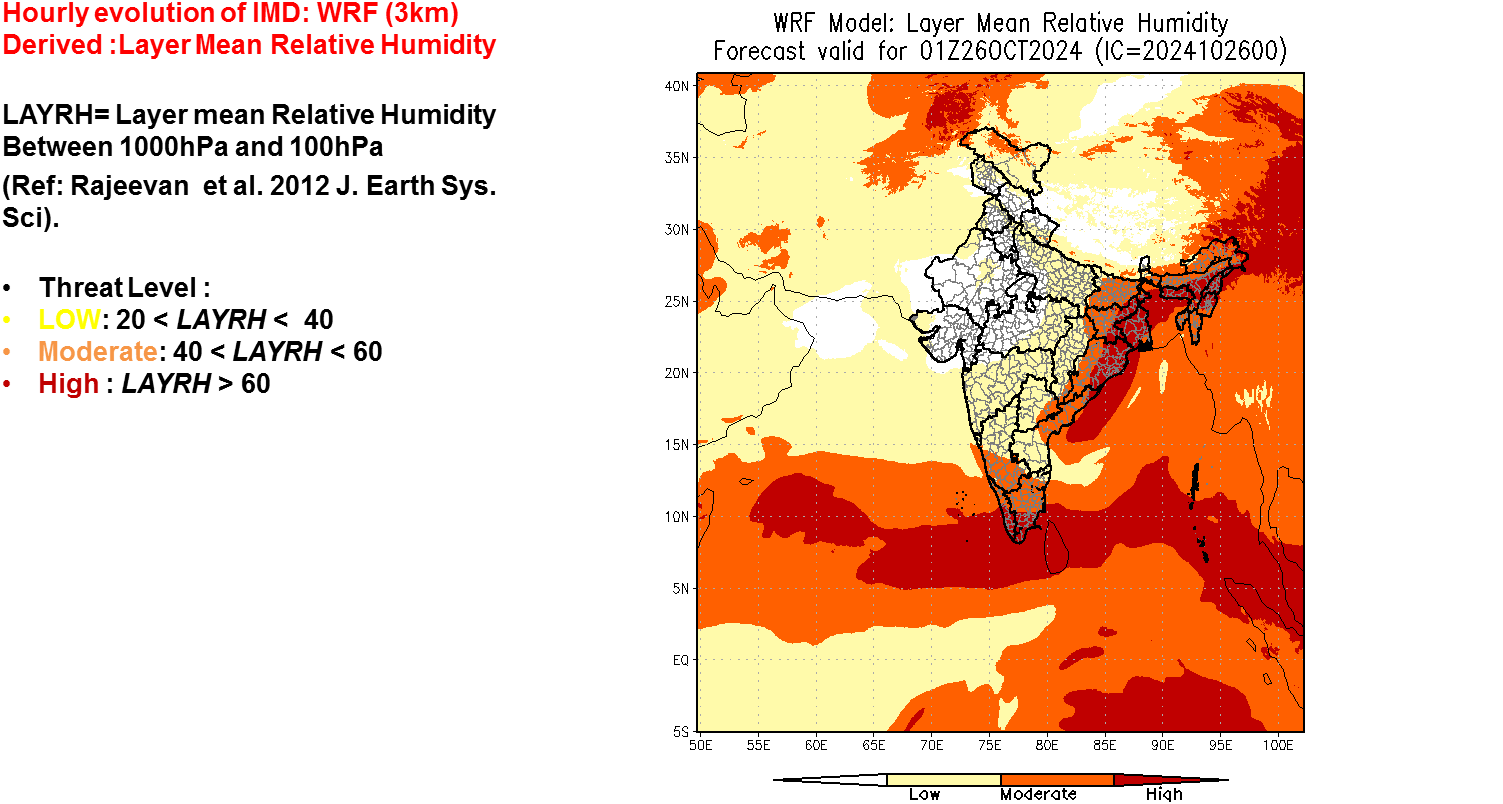 Hourly evolution of IMD: WRF (3km)
Derived :Layer Mean Relative Humidity
LAYRH= Layer mean Relative Humidity
Between 1000hPa and 100hPa
(Ref: Rajeevan et al. 2012 J. Earth Sys.
Sci).
• Threat Level :
• LOW: 20 < LAYRH < 40
• Moderate: 40 < LAYRH < 60
• High : LAYRH > 60
WRF Model: Layer Mean Relative Humidity
Forecast valid for 01Z26OCT2024 (IC=2024102600)
40N
35N
30N
25N
20N
15N
10N
5N
EQ
5S
50E 55E 60E 65E 70E 75E 80E 85E 90E 95E 100E
Low Moderate High